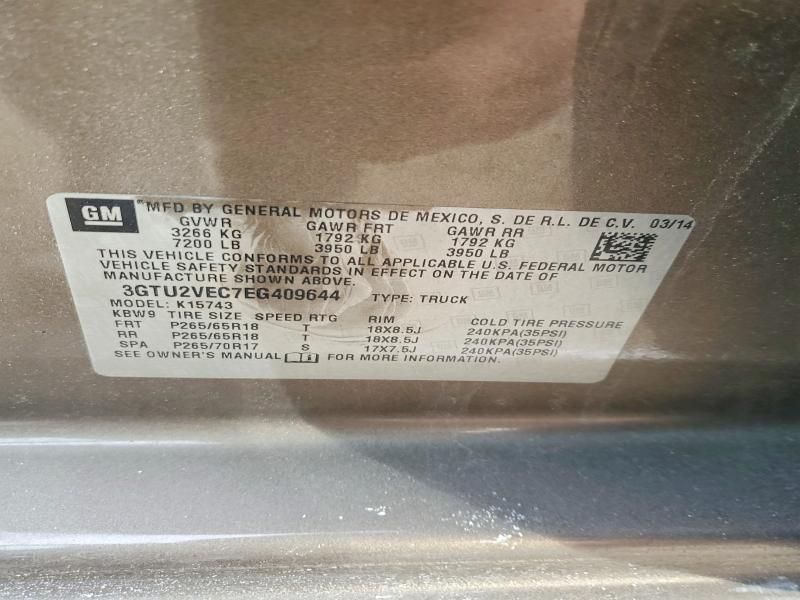 GM ®MFD BY GENERAL MOTORS DE MEXICO, S. DE R.L. DE C.V. 03/14
GVWR GAWR FRT GAWR RR
3266 KG 1792 KG 1792 KG
7200 LB 3950 LB 3950 LB
THIS VEHICLE CONFORMS TO ALL APPLICABLE U.S. FEDERAL MOTOR
VEHICLE SAFETY STANDARDS IN EFFECT ON THE DATE OF
MANUFACTURE SHOWN ABOVE.
3GTU2VEC7EG409644 TYPE: TRUCK
MODEL: K15743
KBW9 TIRE SIZE SPEED RTG RIM COLD TIRE PRESSURE
FRT P265/65R18 T 18X8.5J 240KPA(35PSI)
RR P265/65R18 T 18X8.5J 240KPA(35PSI)
SPA P265/70R17 S 17X7.5J 240KPA(35PSI)
SEE OWNER'S MANUAL FOR MORE INFORMATION.